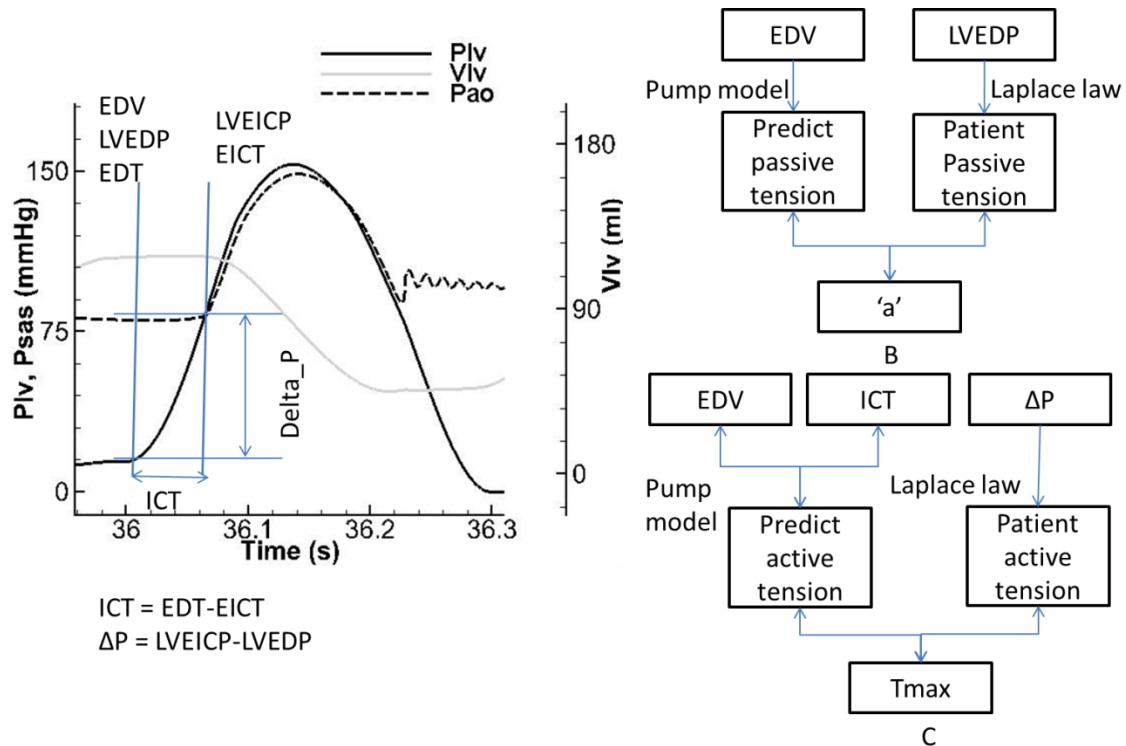 Plv
Vlv
Pao
EDV
LVEDP
EDT
LVEICP
EICT
150
75
0
Plv, Psas (mmHg)
180
90
0
Vlv (ml)
Delta_P
ICT
36
36.1
36.2
36.3
Time (s)
ICT = EDT-EICT
ΔP = LVEICP-LVEDP
EDV
LVEDP
Pump model
Laplace law
Predict
passive
tension
Patient
Passive
tension
‘a’
B
EDV
ICT
ΔP
Pump
model
Laplace law
Predict
active
tension
Patient
active
tension
Tmax
C